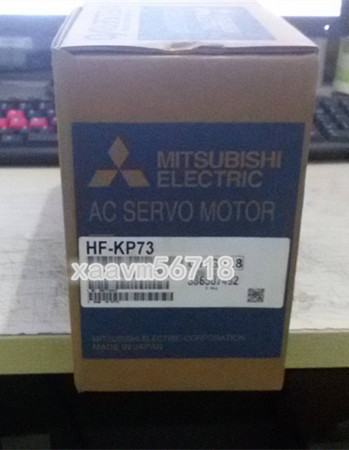 MITSUBISHI
ELECTRIC
AC SERVO MOTOR
HF-KP73
xaavm56718
MITSUBISHI ELECTRIC CORPORATION
MADE IN JAPAN